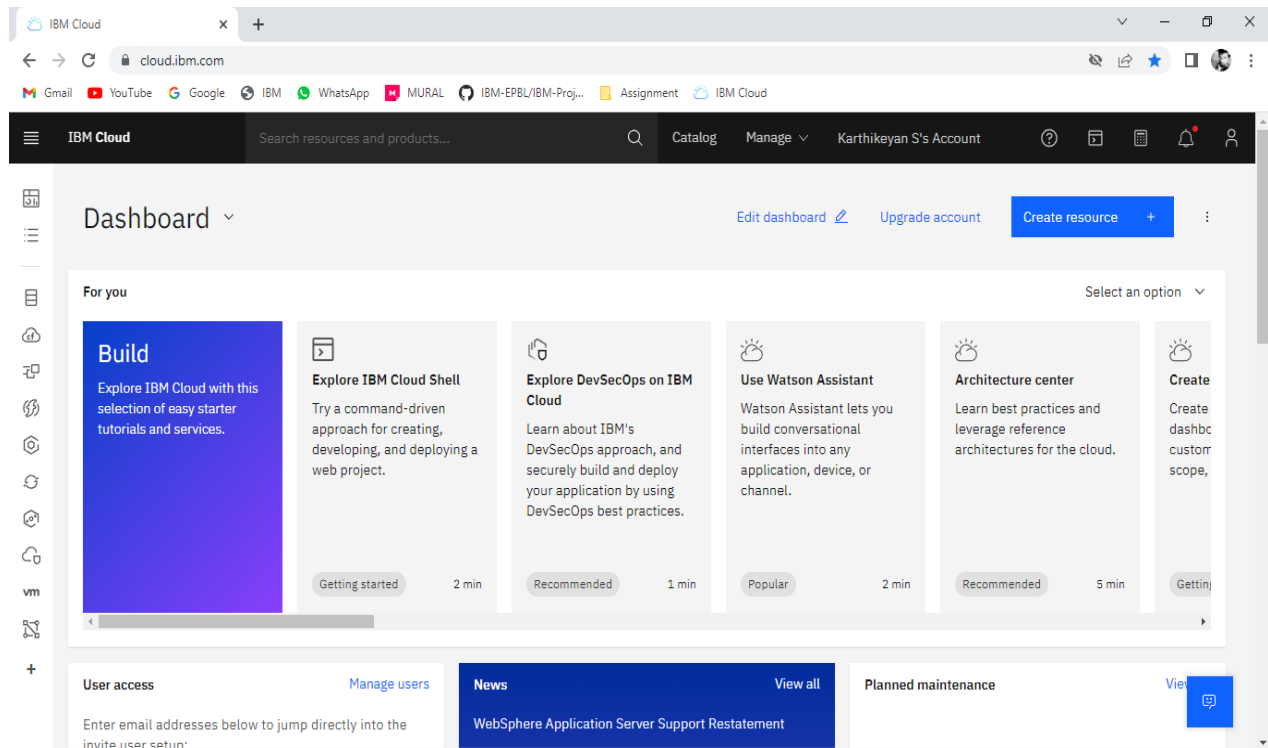 IBM Cloud
cloud.ibm.com
Gmail YouTube Google IBM WhatsApp MURAL IBM-EPBL/IBM-Proj... Assignment IBM Cloud
IBM Cloud Search resources and products... Catalog Manage Karthikeyan S's Account
Dashboard Edit dashboard Upgrade account Create resource +
For you Select an option
Build
Explore IBM Cloud with this
selection of easy starter
tutorials and services.
Explore IBM Cloud Shell
Try a command-driven
approach for creating,
developing, and deploying a
web project.
Getting started 2 min
Explore DevSecOps on IBM
Cloud
Learn about IBM's
DevSecOps approach, and
securely build and deploy
your application by using
DevSecOps best practices.
Recommended 1 min
Use Watson Assistant
Watson Assistant lets you
build conversational
interfaces into any
application, device, or
channel.
Popular 2 min
Architecture center
Learn best practices and
leverage reference
architectures for the cloud.
Recommended 5 min
Create
Create
dashbo
custom
scope,
Getting
vm
User access Manage users
Enter email addresses below to jump directly into the
invite user setup:
News View all
WebSphere Application Server Support Restatement
Planned maintenance